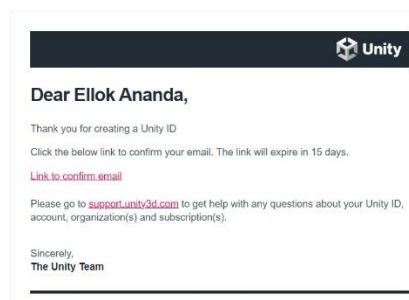 Unity
Dear Ellok Ananda,
Thank you for creating a Unity ID
Click the below link to confirm your email. The link will expire in 15 days.
Link to confirm email
Please go to support.unity3d.com to get help with any questions about your Unity ID,
account, organization(s) and subscription(s).
Sincerely,
The Unity Team